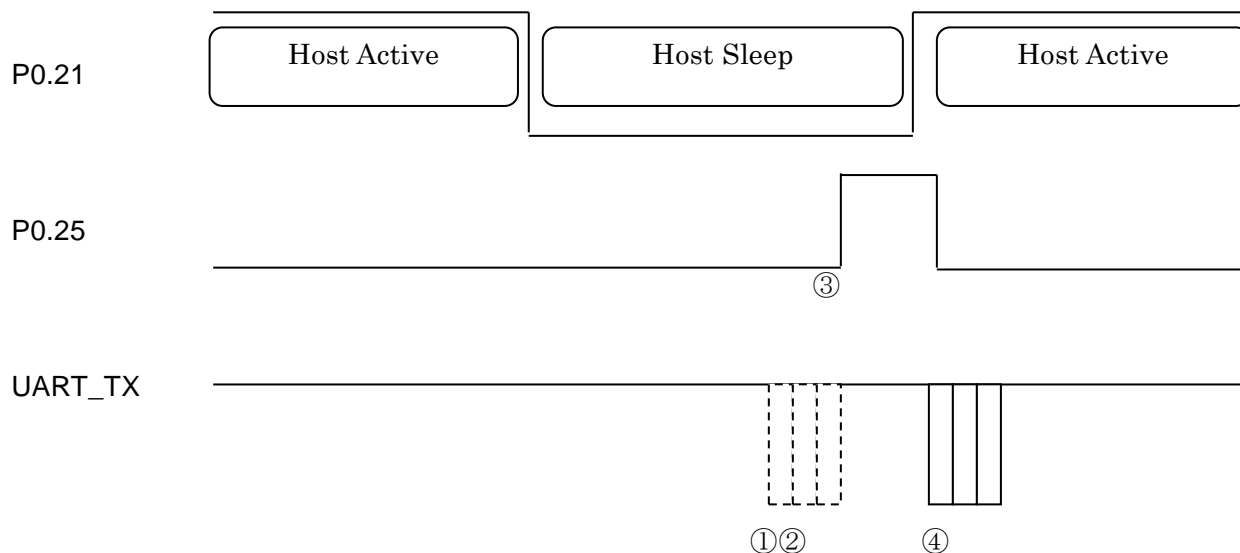 Host Active Host Sleep Host Active
P0.21
P0.25
③
UART_TX
①② ④